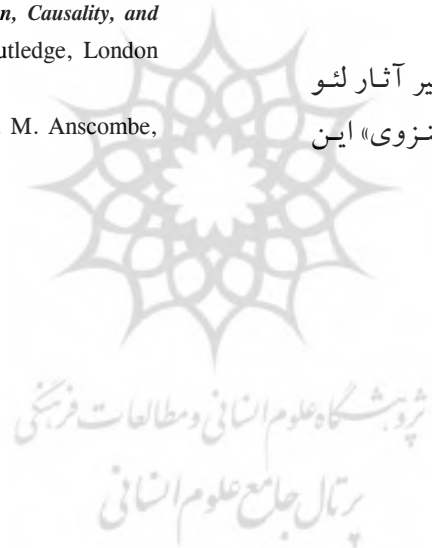 n, Causality, and
utledge, London
یر آثار لئو
M. Anscombe,
نزوی» این
پژوهشگاه علوم انسانی و مطالعات فرهنگی
پرتال جامع علوم انسانی